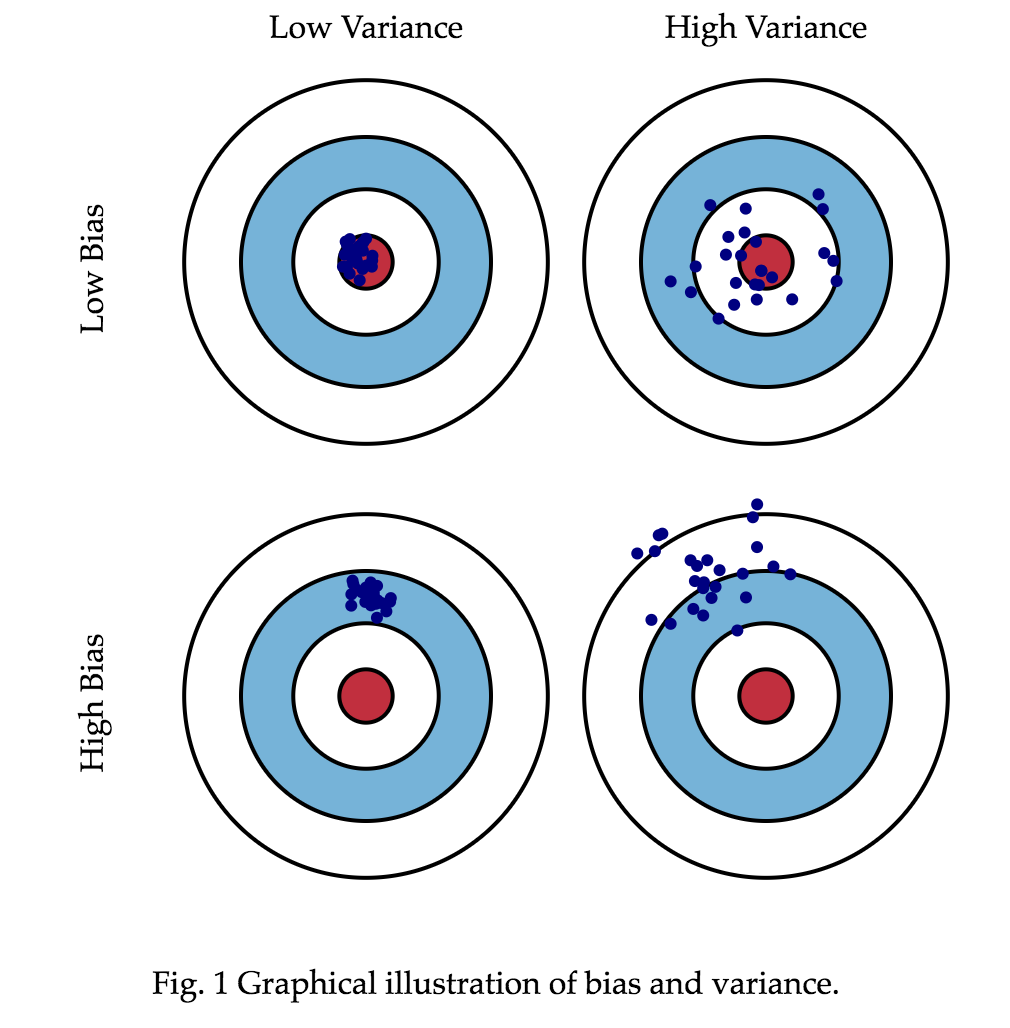 Low Variance
High Variance
Low Bias
High Bias
Fig. 1 Graphical illustration of bias and variance.